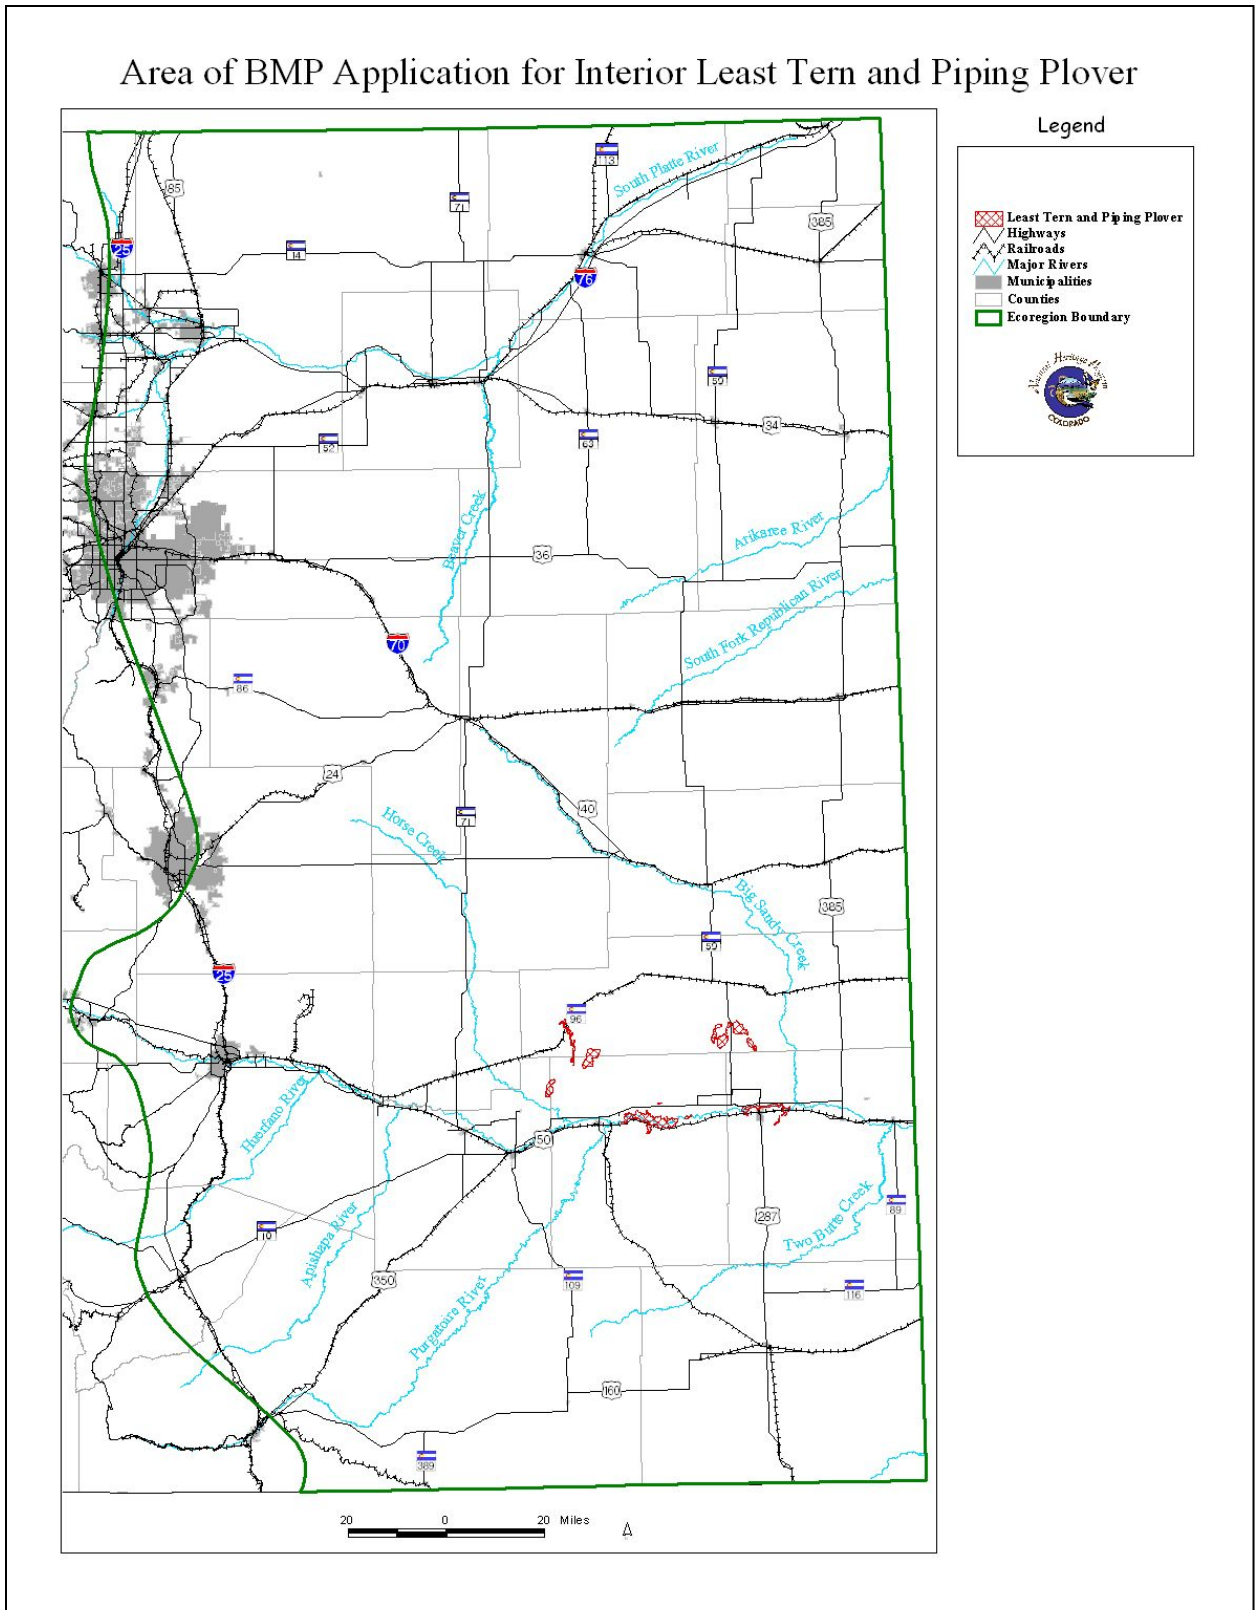 Area of BMP Application for Interior Least Tern and Piping Plover
Legend
Least Tern and Piping Plover
Highways
Railroads
Major Rivers
Municipalities
Counties
Ecoregion Boundary
Natural Heritage Program
COLORADO
113
South Platte River
85
71
385
25
14
76
59
34
52
63
Beaver Creek
Arikaree River
36
South Fork Republican River
70
86
24
40
71
Horse Creek
Big Sandy Creek
385
59
25
96
Huerfano River
50
89
Two Butte Creek
287
10
Apishapa River
350
109
116
Purgatoire River
160
389
20 0 20 Miles